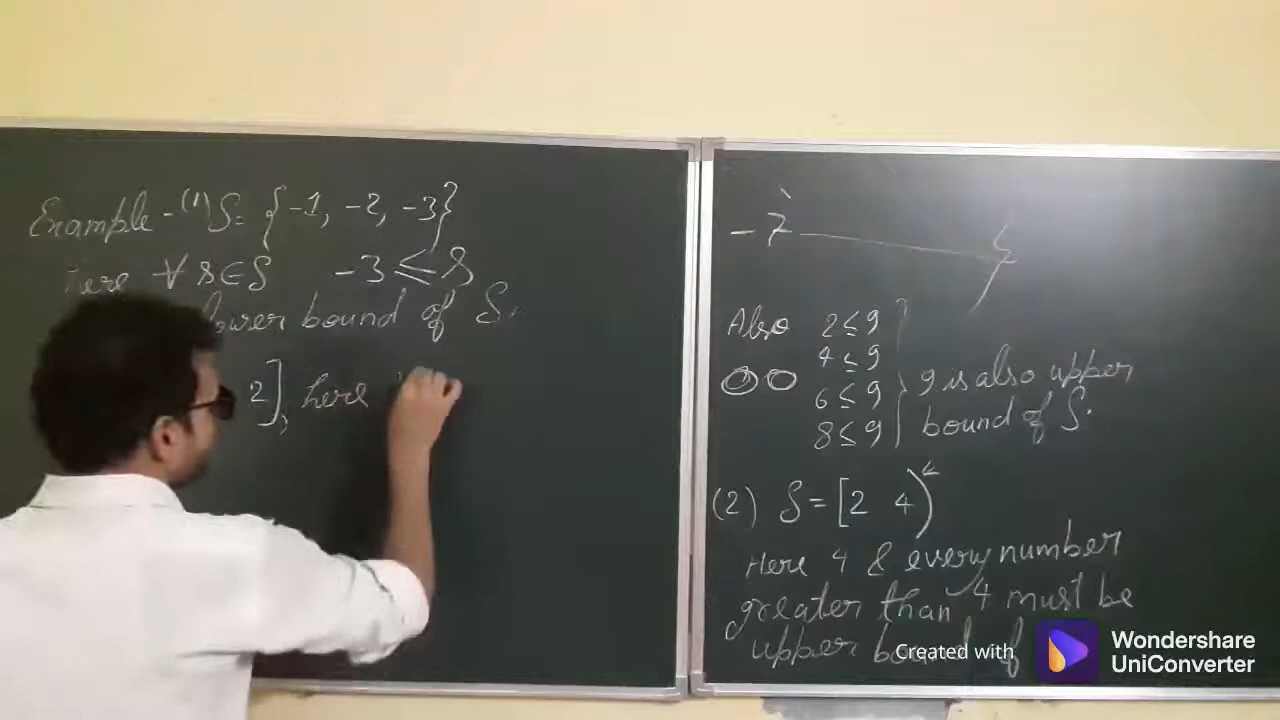 Example - (1) S = {-1, -2, -3}
Here ∀ s ∈ S -3 ≤ s
lower bound of S.
2], here
-7
Also 2 ≤ 9
4 ≤ 9
6 ≤ 9
8 ≤ 9
9 is also upper
bound of S.
(2) S = [2 4)
Here 4 & every number
greater than 4 must be
upper bound of
Created with
Wondershare
UniConverter